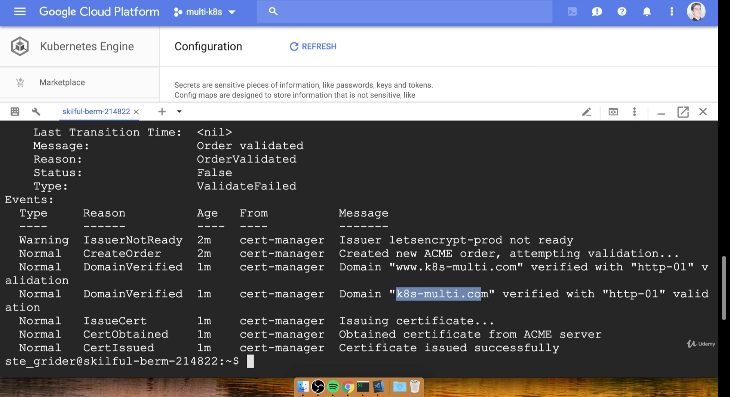 Google Cloud Platform multi-k8s
Kubernetes Engine
Configuration
REFRESH
Marketplace
Secrets are sensitive pieces of information, like passwords, keys and tokens.
Config maps are designed to store information that is not sensitive, like
skilful-berm-214822
Last Transition Time: <nil>
Message: Order validated
Reason: OrderValidated
Status: False
Type: ValidateFailed
Events:
Type Reason Age From Message
---- ------ ---- ---- -------
Warning IssuerNotReady 2m cert-manager Issuer letsencrypt-prod not ready
Normal CreateOrder 2m cert-manager Created new ACME order, attempting validation...
Normal DomainVerified 1m cert-manager Domain "www.k8s-multi.com" verified with "http-01" v
alidation
Normal DomainVerified 1m cert-manager Domain "k8s-multi.com" verified with "http-01" valid
ation
Normal IssueCert 1m cert-manager Issuing certificate...
Normal CertObtained 1m cert-manager Obtained certificate from ACME server
Normal CertIssued 1m cert-manager Certificate issued successfully
ste_grider@skilful-berm-214822:~$
Udemy